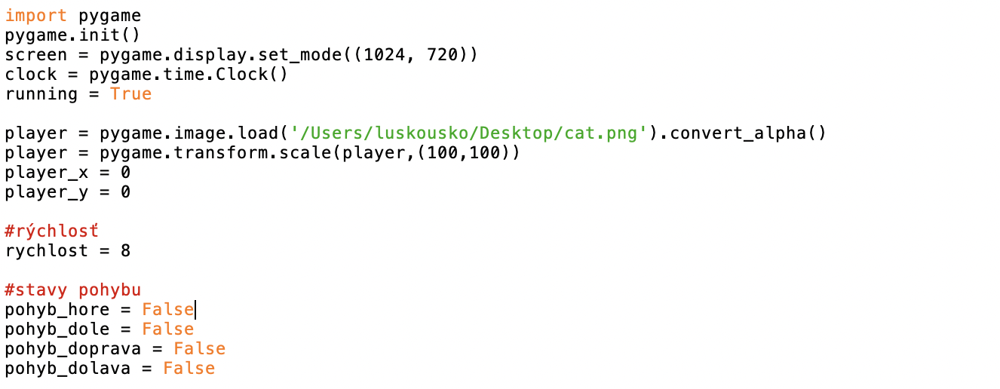 import pygame
pygame.init()
screen = pygame.display.set_mode((1024, 720))
clock = pygame.time.Clock()
running = True
player = pygame.image.load('/Users/luskousko/Desktop/cat.png').convert_alpha()
player = pygame.transform.scale(player,(100,100))
player_x = 0
player_y = 0
#rýchlosť
rychlost = 8
#stavy pohybu
pohyb_hore = False
pohyb_dole = False
pohyb_doprava = False
pohyb_dolava = False